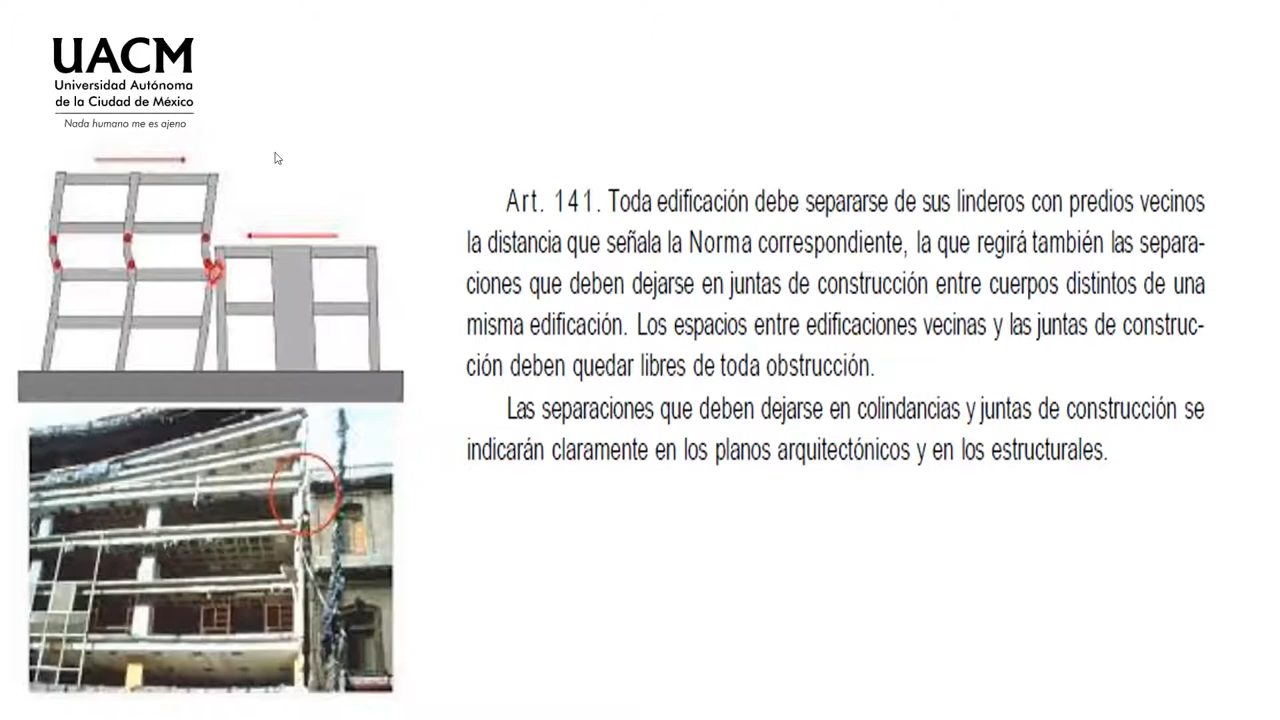 UACM
Universidad Autónoma
de la Ciudad de México
Nada humano me es ajeno
Art. 141. Toda edificación debe separarse de sus linderos con predios vecinos
la distancia que señala la Norma correspondiente, la que regirá también las separa-
ciones que deben dejarse en juntas de construcción entre cuerpos distintos de una
misma edificación. Los espacios entre edificaciones vecinas y las juntas de construc-
ción deben quedar libres de toda obstrucción.
Las separaciones que deben dejarse en colindancias y juntas de construcción se
indicarán claramente en los planos arquitectónicos y en los estructurales.